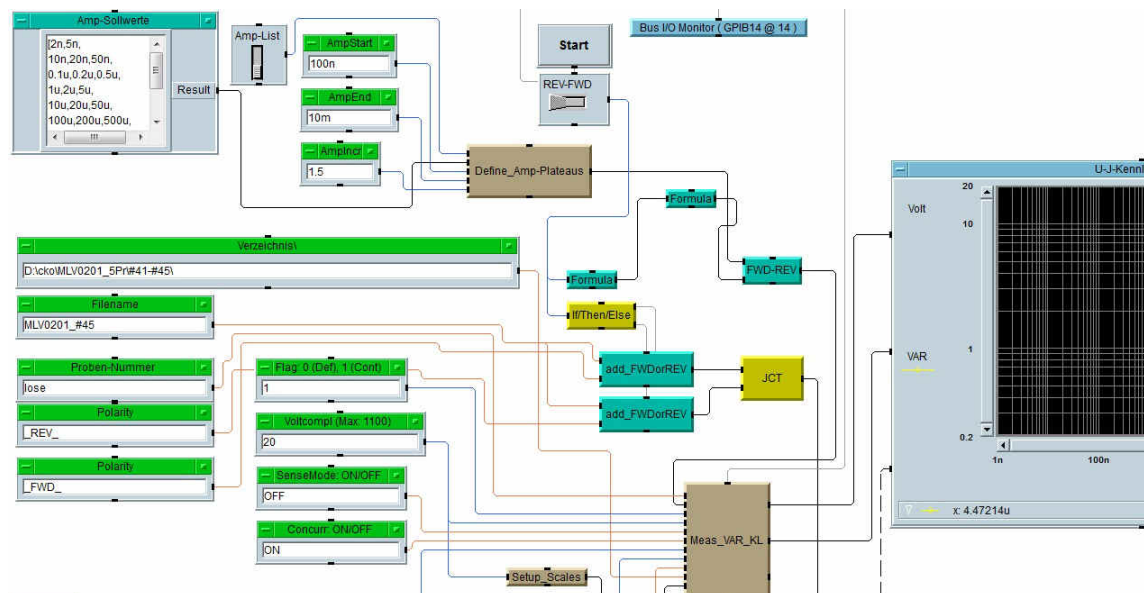 Amp-Sollwerte
[2n,5n,
10n,20n,50n,
0.1u,0.2u,0.5u,
1u,2u,5u,
10u,20u,50u,
100u,200u,500u,
Result
Amp-List
AmpStart
100n
AmpEnd
10m
AmpIncr
1.5
Start
REV-FWD
Bus I/O Monitor ( GPIB14 @ 14 )
Define_Amp-Plateaus
Formula
Formula
FWD-REV
If/Then/Else
add_FWDorREV
add_FWDorREV
JCT
Verzeichnis\
D:\cko\MLV0201_5Pr\#41-#45\
Filename
MLV0201_#45
Proben-Nummer
lose
Polarity
_REV_
Polarity
_FWD_
Flag: 0 (Def), 1 (Cont)
1
Voltcompl (Max: 1100)
20
SenseMode: ON/OFF
OFF
Concurr: ON/OFF
ON
Setup_Scales
Meas_VAR_KL
U-J-Kennl
Volt
VAR
20
10
1
0.2
1n
100n
x: 4.47214u